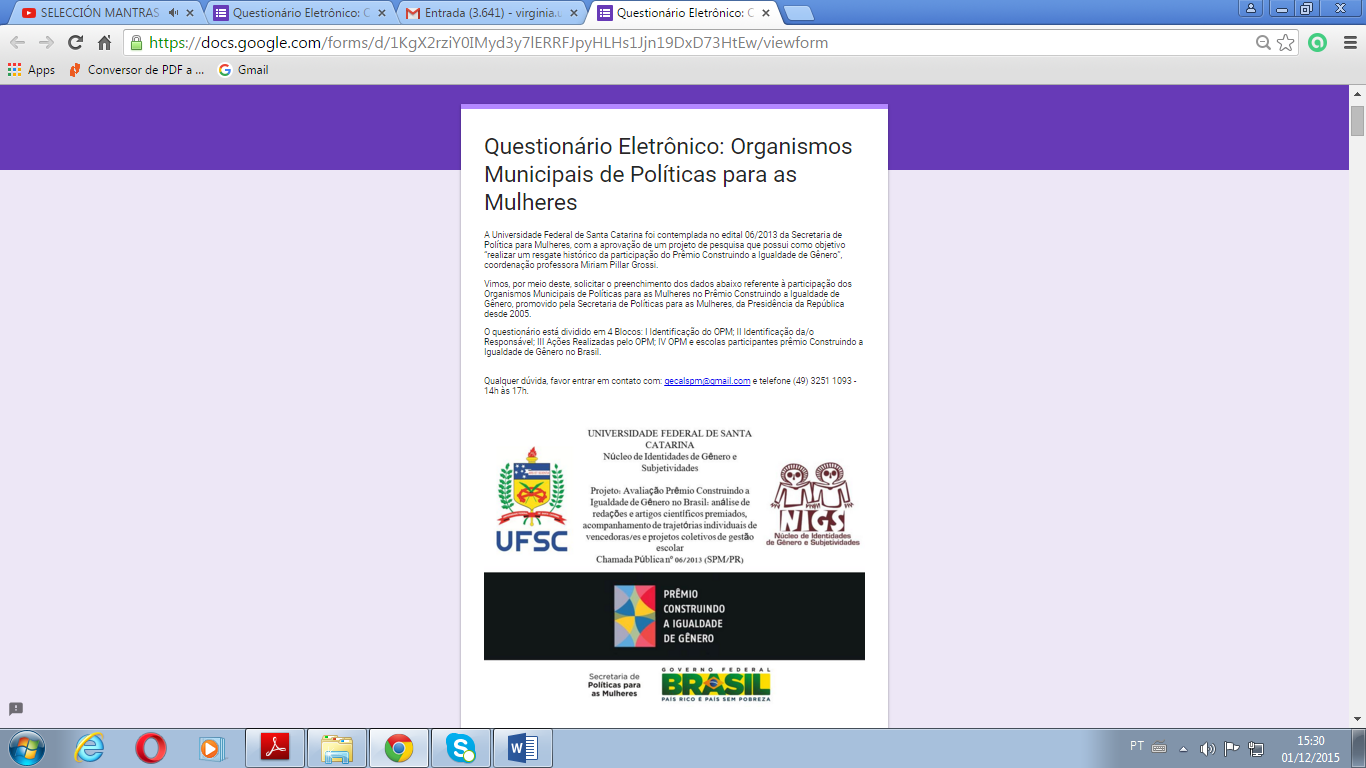 SELECCIÓN MANTRAS
Questionário Eletrônico: C
Entrada (3.641) - virginia.
Questionário Eletrônico: C
https://docs.google.com/forms/d/1KgX2rziY0IMyd3y7lERRFJpyHLHs1Jjn19DxD73HtEw/viewform
Apps
Conversor de PDF a ...
Gmail
Questionário Eletrônico: Organismos
Municipais de Políticas para as
Mulheres
A Universidade Federal de Santa Catarina foi contemplada no edital 06/2013 da Secretaria de
Política para Mulheres, com a aprovação de um projeto de pesquisa que possui como objetivo
"realizar um resgate histórico da participação do Prêmio Construindo a Igualdade de Gênero",
coordenação professora Miriam Pillar Grossi.
Vimos, por meio deste, solicitar o preenchimento dos dados abaixo referente à participação dos
Organismos Municipais de Políticas para as Mulheres no Prêmio Construindo a Igualdade de
Gênero, promovido pela Secretaria de Políticas para as Mulheres, da Presidência da República
desde 2005.
O questionário está dividido em 4 Blocos: I Identificação do OPM; II Identificação da/o
Responsável; III Ações Realizadas pelo OPM; IV OPM e escolas participantes prêmio Construindo a
Igualdade de Gênero no Brasil.
Qualquer dúvida, favor entrar em contato com: gecalspm@gmail.com e telefone (49) 3251 1093 -
14h às 17h.
UNIVERSIDADE FEDERAL DE SANTA
CATARINA
Núcleo de Identidades de Gênero e
Subjetividades
Projeto: Avaliação Prêmio Construindo a
Igualdade de Gênero no Brasil: análise de
redações e artigos científicos premiados,
acompanhamento de trajetórias individuais de
vencedoras/es e projetos coletivos de gestão
escolar
Chamada Pública nº 06/2013 (SPM/PR)
UFSC
NIGS
Núcleo de Identidades
de Gênero e Subjetividades
PRÊMIO
CONSTRUINDO
A IGUALDADE
DE GÊNERO
Secretaria de
Políticas para
as Mulheres
GOVERNO FEDERAL
BRASIL
PAÍS RICO É PAÍS SEM POBREZA
PT
15:30
01/12/2015